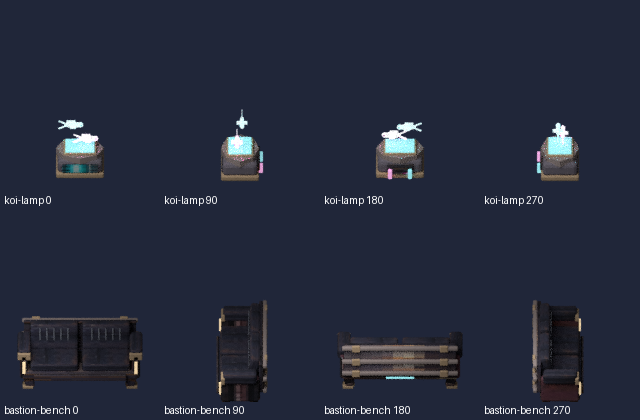 koi-lamp 0
koi-lamp 90
koi-lamp 180
koi-lamp 270
bastion-bench 0
bastion-bench 90
bastion-bench 180
bastion-bench 270